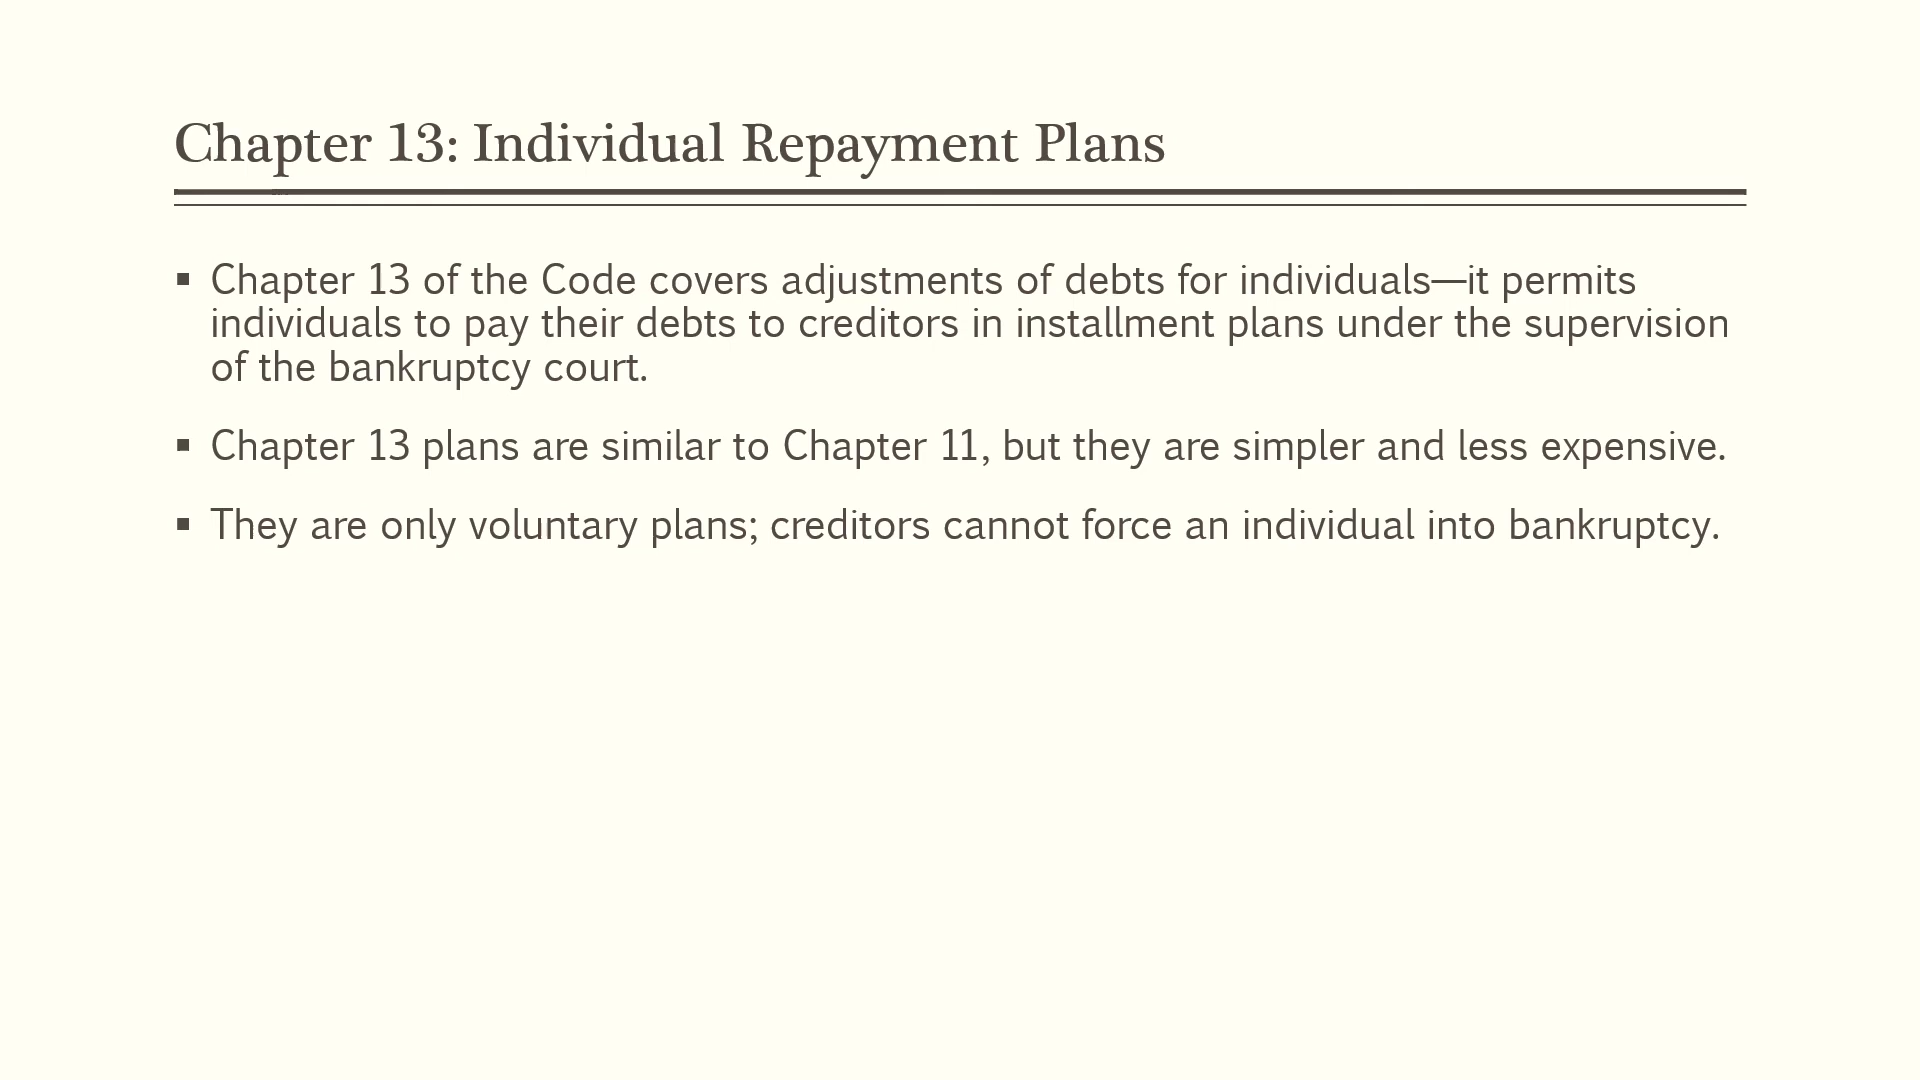 Chapter 13: Individual Repayment Plans
▪ Chapter 13 of the Code covers adjustments of debts for individuals—it permits
individuals to pay their debts to creditors in installment plans under the supervision
of the bankruptcy court.
▪ Chapter 13 plans are similar to Chapter 11, but they are simpler and less expensive.
▪ They are only voluntary plans; creditors cannot force an individual into bankruptcy.